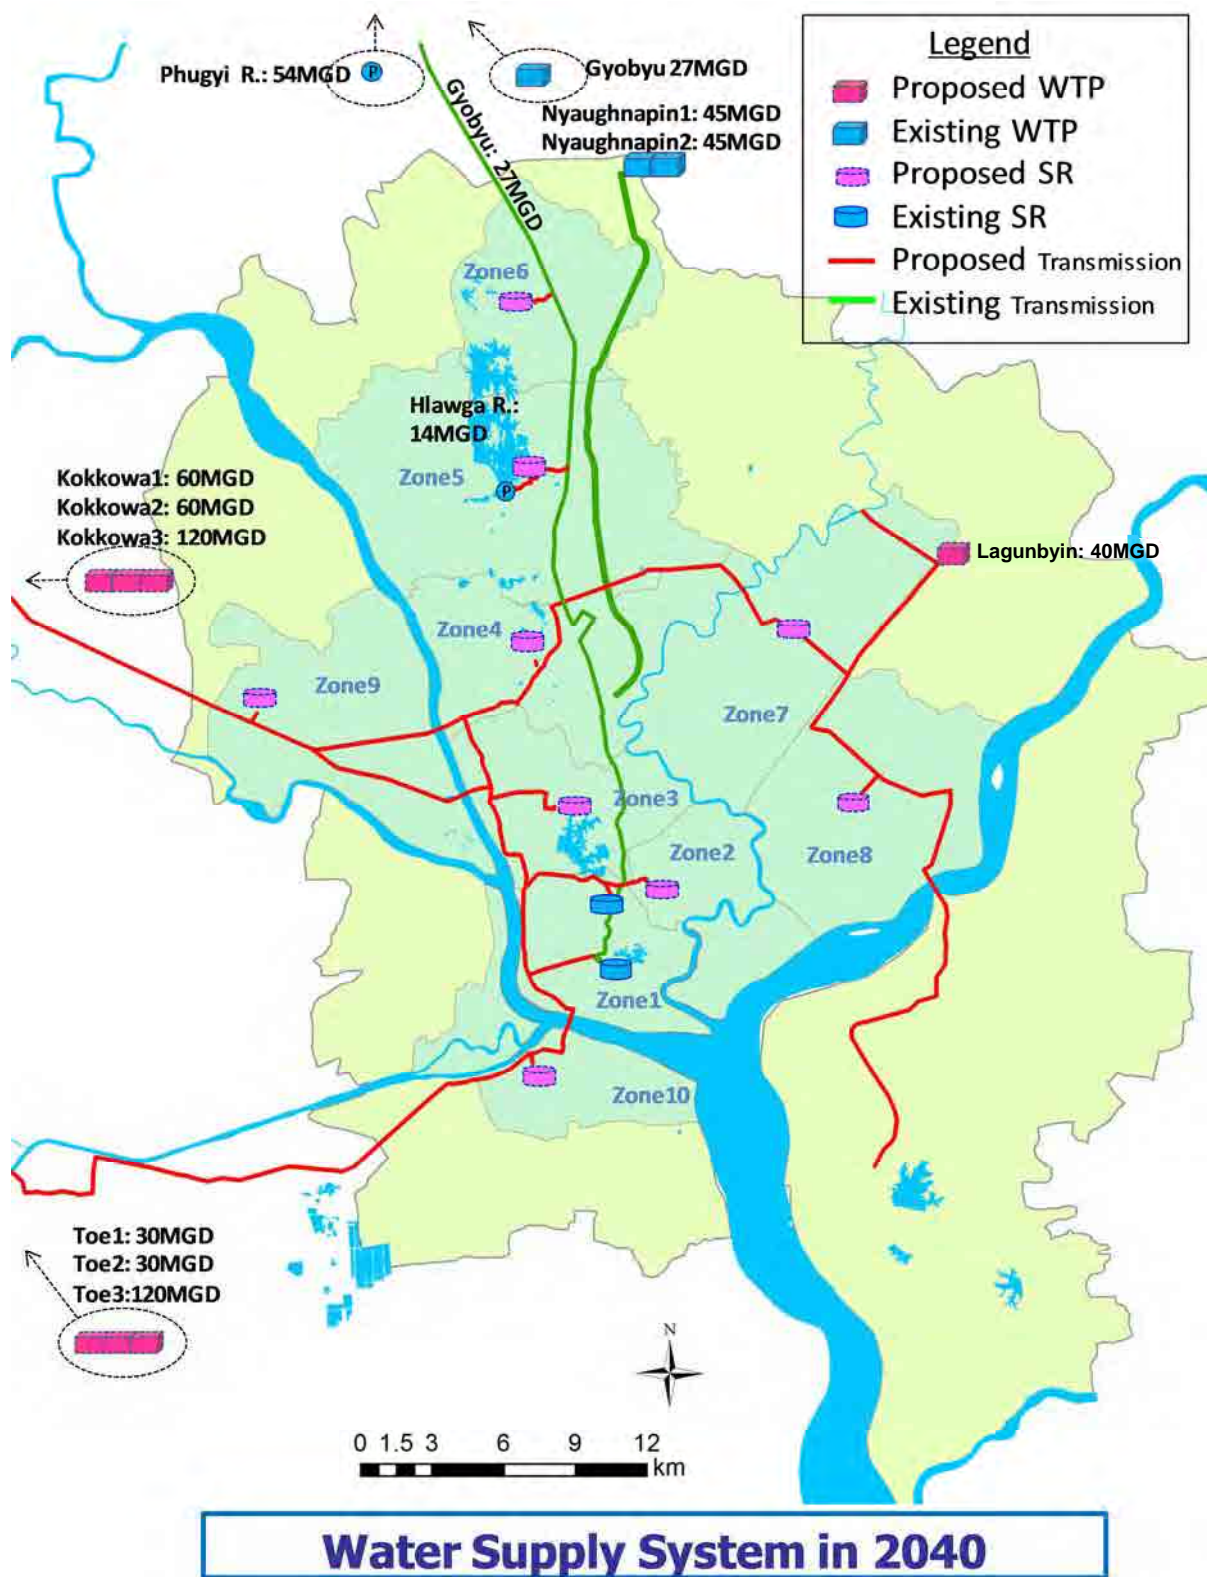 Legend
Proposed WTP
Existing WTP
Proposed SR
Existing SR
Proposed Transmission
Existing Transmission
Phugyi R.: 54MGD
P
Gyobyu 27MGD
Nyaughnapin1: 45MGD
Nyaughnapin2: 45MGD
Gyobyu: 27MGD
Zone6
Hlawga R.:
14MGD
Zone5
P
Kokkowa1: 60MGD
Kokkowa2: 60MGD
Kokkowa3: 120MGD
Lagunbyin: 40MGD
Zone4
Zone9
Zone7
Zone3
Zone2
Zone8
Zone1
Zone10
Toe1: 30MGD
Toe2: 30MGD
Toe3:120MGD
N
0 1.5 3 6 9 12
km
Water Supply System in 2040